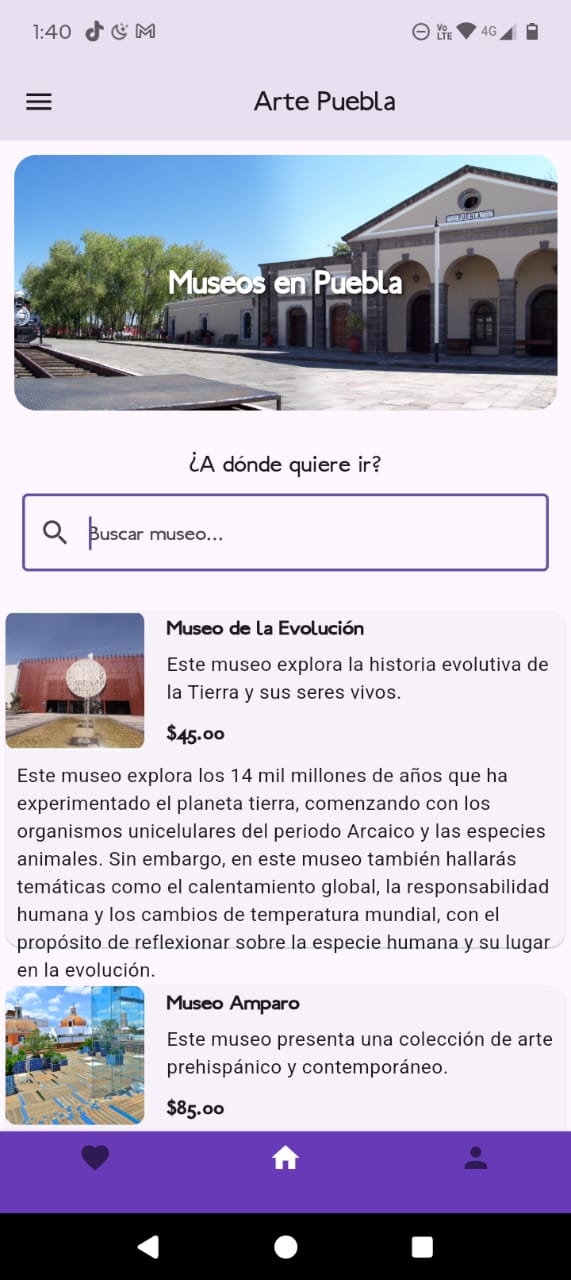 1:40
Vo
LTE
4G
Arte Puebla
PUEBLA
Museos en Puebla
¿A dónde quiere ir?
Buscar museo...
Museo de la Evolución
Este museo explora la historia evolutiva de
la Tierra y sus seres vivos.
$45.00
Este museo explora los 14 mil millones de años que ha
experimentado el planeta tierra, comenzando con los
organismos unicelulares del periodo Arcaico y las especies
animales. Sin embargo, en este museo también hallarás
temáticas como el calentamiento global, la responsabilidad
humana y los cambios de temperatura mundial, con el
propósito de reflexionar sobre la especie humana y su lugar
en la evolución.
Museo Amparo
Este museo presenta una colección de arte
prehispánico y contemporáneo.
$85.00